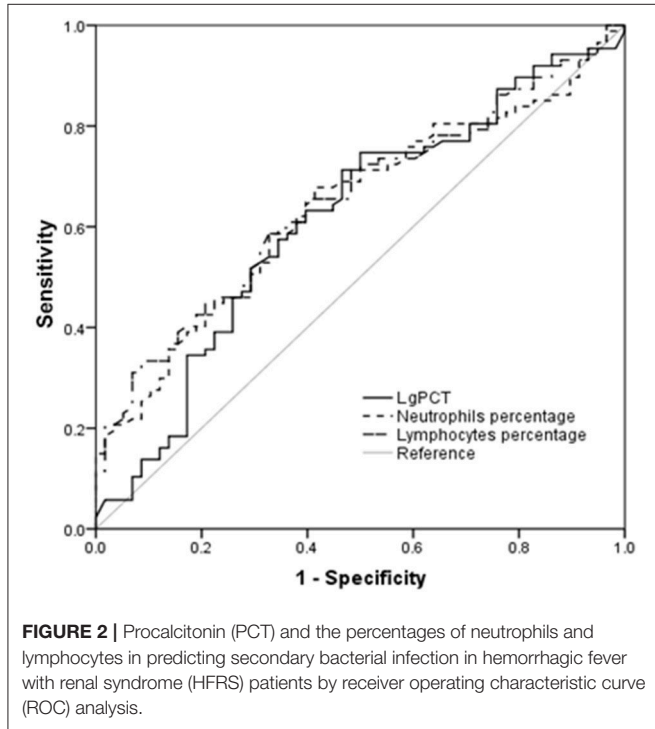 1.0
0.8
0.6
0.4
0.2
0.0
Sensitivity
LgPCT
Neutrophils percentage
Lymphocytes percentage
Reference
0.0 0.2 0.4 0.6 0.8 1.0
1 - Specificity
FIGURE 2 | Procalcitonin (PCT) and the percentages of neutrophils and
lymphocytes in predicting secondary bacterial infection in hemorrhagic fever
with renal syndrome (HFRS) patients by receiver operating characteristic curve
(ROC) analysis.